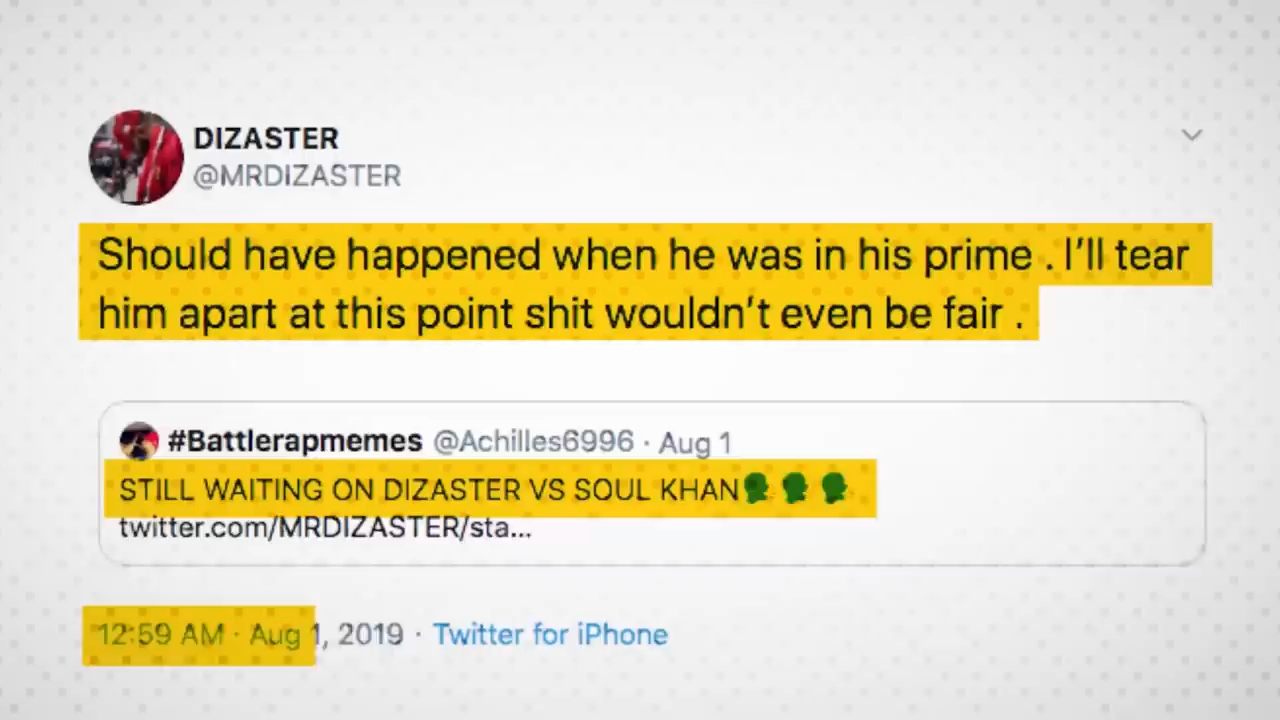 DIZASTER
@MRDIZASTER
Should have happened when he was in his prime . I’ll tear
him apart at this point shit wouldn’t even be fair .
#Battlerapmemes @Achilles6996 · Aug 1
STILL WAITING ON DIZASTER VS SOUL KHAN🗣🗣🗣
twitter.com/MRDIZASTER/sta...
12:59 AM · Aug 1, 2019 · Twitter for iPhone